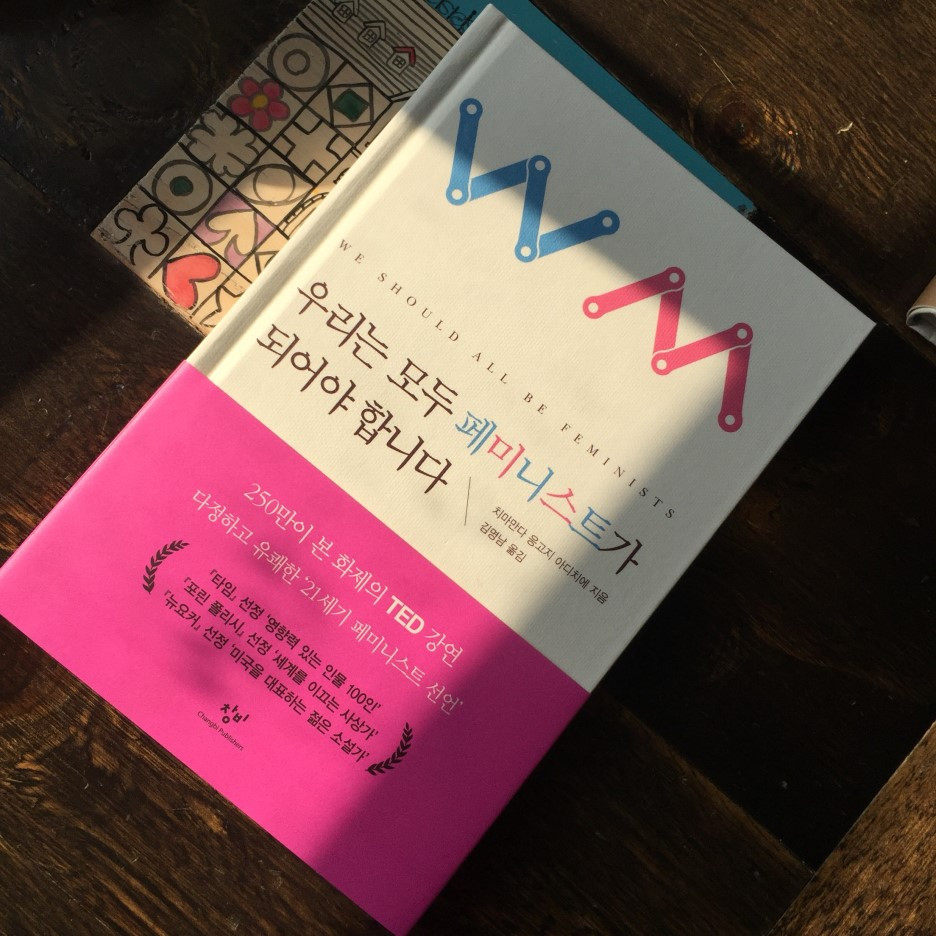 WE SHOULD ALL BE FEMINISTS
우리는 모두 페미니스트가
되어야 합니다
치마만다 응고지 아디치에 지음
김명남 옮김
250만이 본 화제의 TED 강연
다정하고 유쾌한 '21세기 페미니스트 선언'
『타임』 선정 '영향력 있는 인물 100인'
『포린 폴리시』 선정 '세계를 이끄는 사상가'
『뉴요커』 선정 '미국을 대표하는 젊은 소설가'
창비
Changbi Publishers